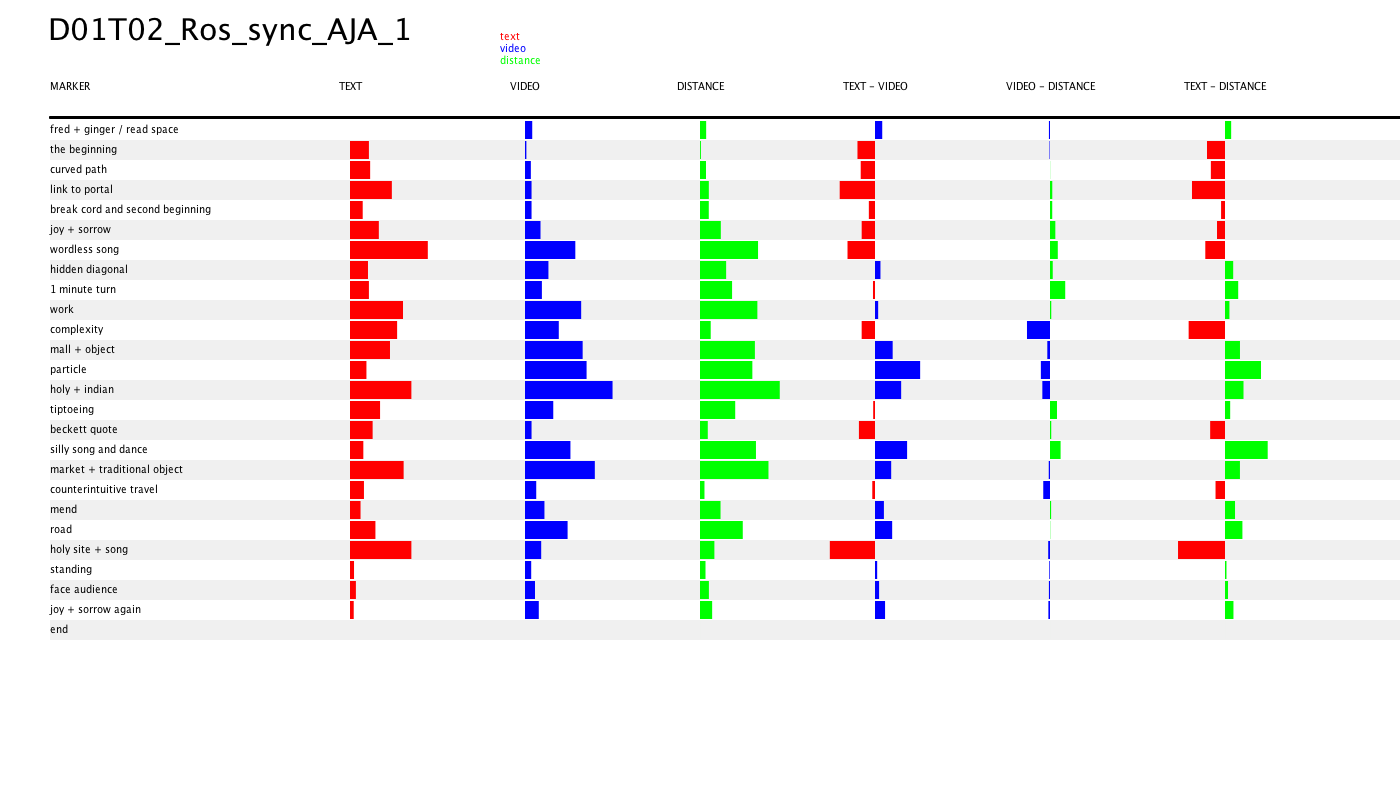 D01T02_Ros_sync_AJA_1
text
video
distance
MARKER TEXT VIDEO DISTANCE TEXT - VIDEO VIDEO - DISTANCE TEXT - DISTANCE
fred + ginger / read space
the beginning
curved path
link to portal
break cord and second beginning
joy + sorrow
wordless song
hidden diagonal
1 minute turn
work
complexity
mall + object
particle
holy + indian
tiptoeing
beckett quote
silly song and dance
market + traditional object
counterintuitive travel
mend
road
holy site + song
standing
face audience
joy + sorrow again
end